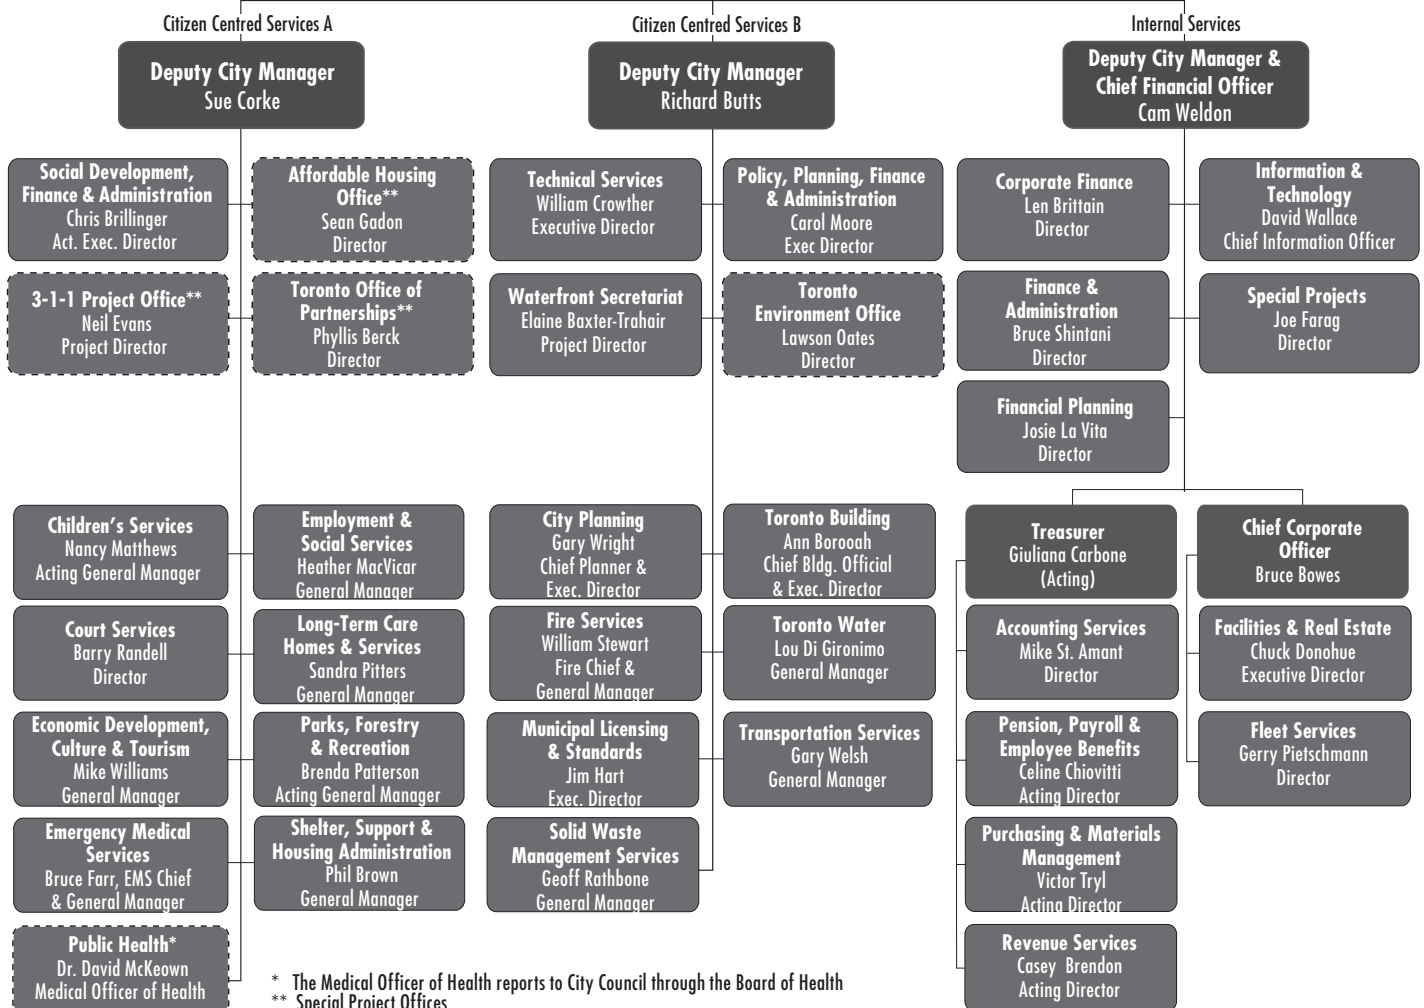 Citizen Centred Services A
Deputy City Manager
Sue Corke
Social Development,
Finance & Administration
Chris Brillinger
Act. Exec. Director
Affordable Housing
Office**
Sean Gadon
Director
3-1-1 Project Office**
Neil Evans
Project Director
Toronto Office of
Partnerships**
Phyllis Berck
Director
Children's Services
Nancy Matthews
Acting General Manager
Employment &
Social Services
Heather MacVicar
General Manager
Court Services
Barry Randell
Director
Long-Term Care
Homes & Services
Sandra Pitters
General Manager
Economic Development,
Culture & Tourism
Mike Williams
General Manager
Parks, Forestry
& Recreation
Brenda Patterson
Acting General Manager
Emergency Medical
Services
Bruce Farr, EMS Chief
& General Manager
Shelter, Support &
Housing Administration
Phil Brown
General Manager
Public Health*
Dr. David McKeown
Medical Officer of Health
Citizen Centred Services B
Deputy City Manager
Richard Butts
Technical Services
William Crowther
Executive Director
Policy, Planning, Finance
& Administration
Carol Moore
Exec Director
Waterfront Secretariat
Elaine Baxter-Trahair
Project Director
Toronto
Environment Office
Lawson Oates
Director
City Planning
Gary Wright
Chief Planner &
Exec. Director
Toronto Building
Ann Borooah
Chief Bldg. Official
& Exec. Director
Fire Services
William Stewart
Fire Chief &
General Manager
Toronto Water
Lou Di Gironimo
General Manager
Municipal Licensing
& Standards
Jim Hart
Exec. Director
Transportation Services
Gary Welsh
General Manager
Solid Waste
Management Services
Geoff Rathbone
General Manager
Internal Services
Deputy City Manager &
Chief Financial Officer
Cam Weldon
Corporate Finance
Len Brittain
Director
Information &
Technology
David Wallace
Chief Information Officer
Finance &
Administration
Bruce Shintani
Director
Special Projects
Joe Farag
Director
Financial Planning
Josie La Vita
Director
Treasurer
Giuliana Carbone
(Acting)
Chief Corporate
Officer
Bruce Bowes
Accounting Services
Mike St. Amant
Director
Facilities & Real Estate
Chuck Donohue
Executive Director
Pension, Payroll &
Employee Benefits
Celine Chiovitti
Acting Director
Fleet Services
Gerry Pietschmann
Director
Purchasing & Materials
Management
Victor Tryl
Acting Director
Revenue Services
Casey Brendon
Acting Director
* The Medical Officer of Health reports to City Council through the Board of Health
** Special Project Offices